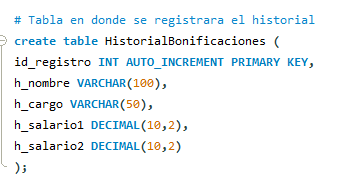 # Tabla en donde se registrara el historial
create table HistorialBonificaciones (
id_registro INT AUTO_INCREMENT PRIMARY KEY,
h_nombre VARCHAR(100),
h_cargo VARCHAR(50),
h_salario1 DECIMAL(10,2),
h_salario2 DECIMAL(10,2)
);